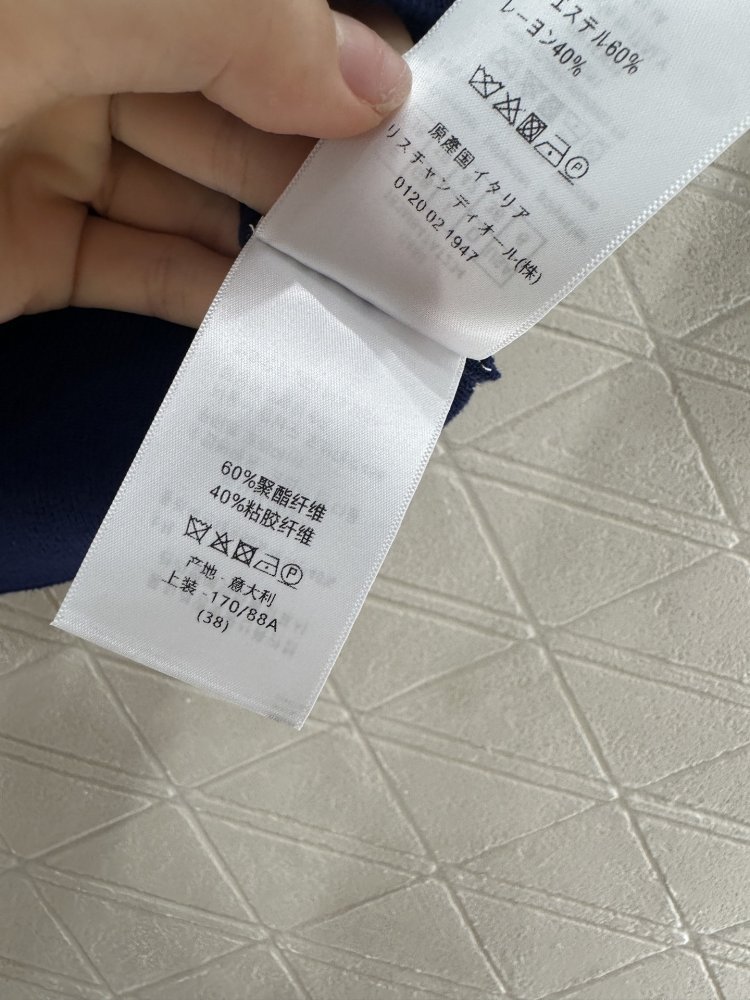 エステル60%
レーヨン40%
原産国 イタリア
リスチャン ディオール(株)
0120 02 1947
60%聚酯纤维
40%粘胶纤维
产地 - 意大利
上装 -170/88A
(38)